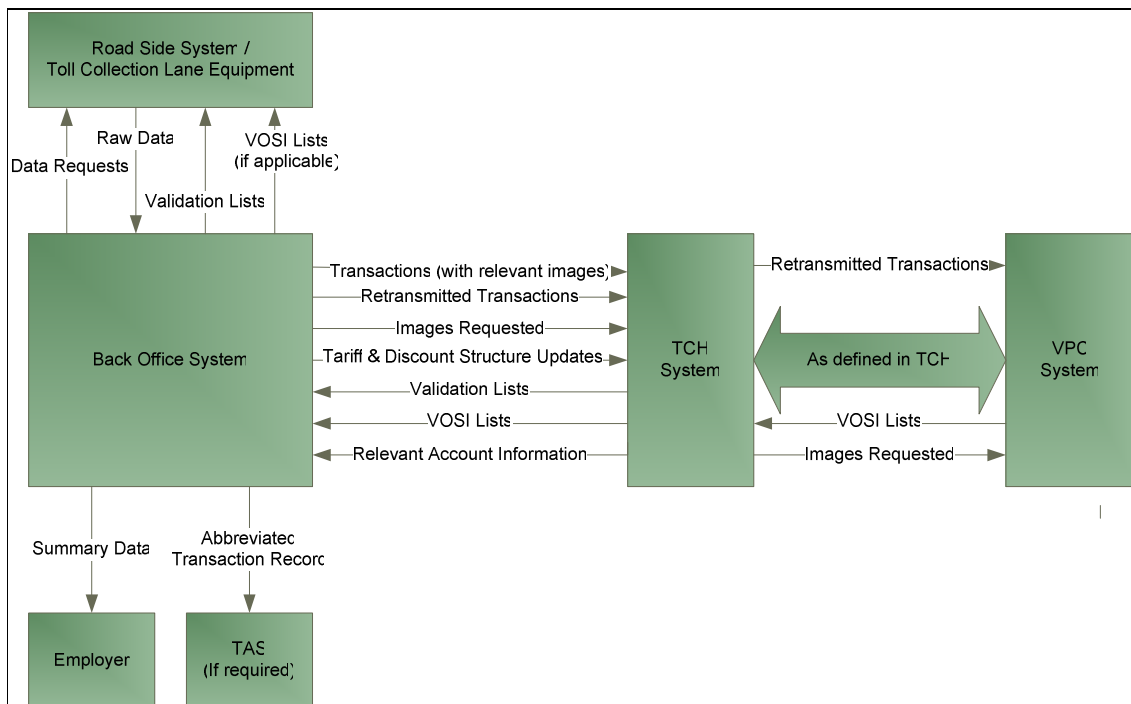 Road Side System /
Toll Collection Lane Equipment
Raw Data
VOSI Lists
(if applicable)
Data Requests
Validation Lists
Back Office System
Transactions (with relevant images)
Retransmitted Transactions
Images Requested
Tariff & Discount Structure Updates
Validation Lists
VOSI Lists
Relevant Account Information
TCH
System
Retransmitted Transactions
As defined in TCH
VOSI Lists
Images Requested
VPC
System
Summary Data
Abbreviated
Transaction Record
Employer
TAS
(If required)